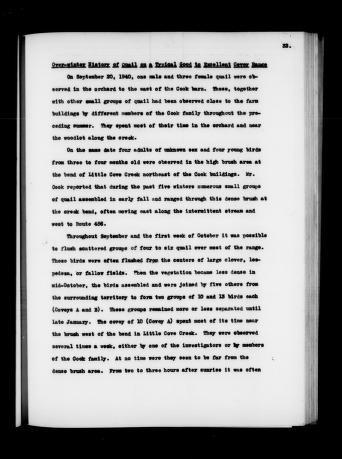 32.
Over-winter History of Quail on a Typical Good to Excellent Cover Range
On September 20, 1940, one male and three female quail were ob-
served in the orchard to the east of the Cook barn. These, together
with other small groups of quail had been observed close to the farm
buildings by different members of the Cook family throughout the pre-
ceding summer. They spent most of their time in the orchard and near
the woodlot along the creek.
On the same date four adults of unknown sex and four young birds
from three to four months old were observed in the high brush area at
the bend of Little Cove Creek northeast of the Cook buildings. Mr.
Cook reported that during the past five winters numerous small groups
of quail assembled in early fall and ranged through this dense brush at
the creek bend, often moving east along the intermittent stream and
west to Route 456.
Throughout September and the first week of October it was possible
to flush scattered groups of four to six quail over most of the range.
These birds were often flushed from the centers of large clover, les-
pedeza, or fallow fields. When the vegetation became less dense in
mid-October, the birds assembled and were joined by five others from
the surrounding territory to form two groups of 10 and 13 birds each
(Coveys A and B). These groups remained more or less separated until
late January. The covey of 10 (Covey A) spent most of its time near
the brush west of the bend in Little Cove Creek. They were observed
several times a week, either by one of the investigators or by members
of the Cook family. At no time were they seen to be far from the
dense brush area. From two to three hours after sunrise it was often